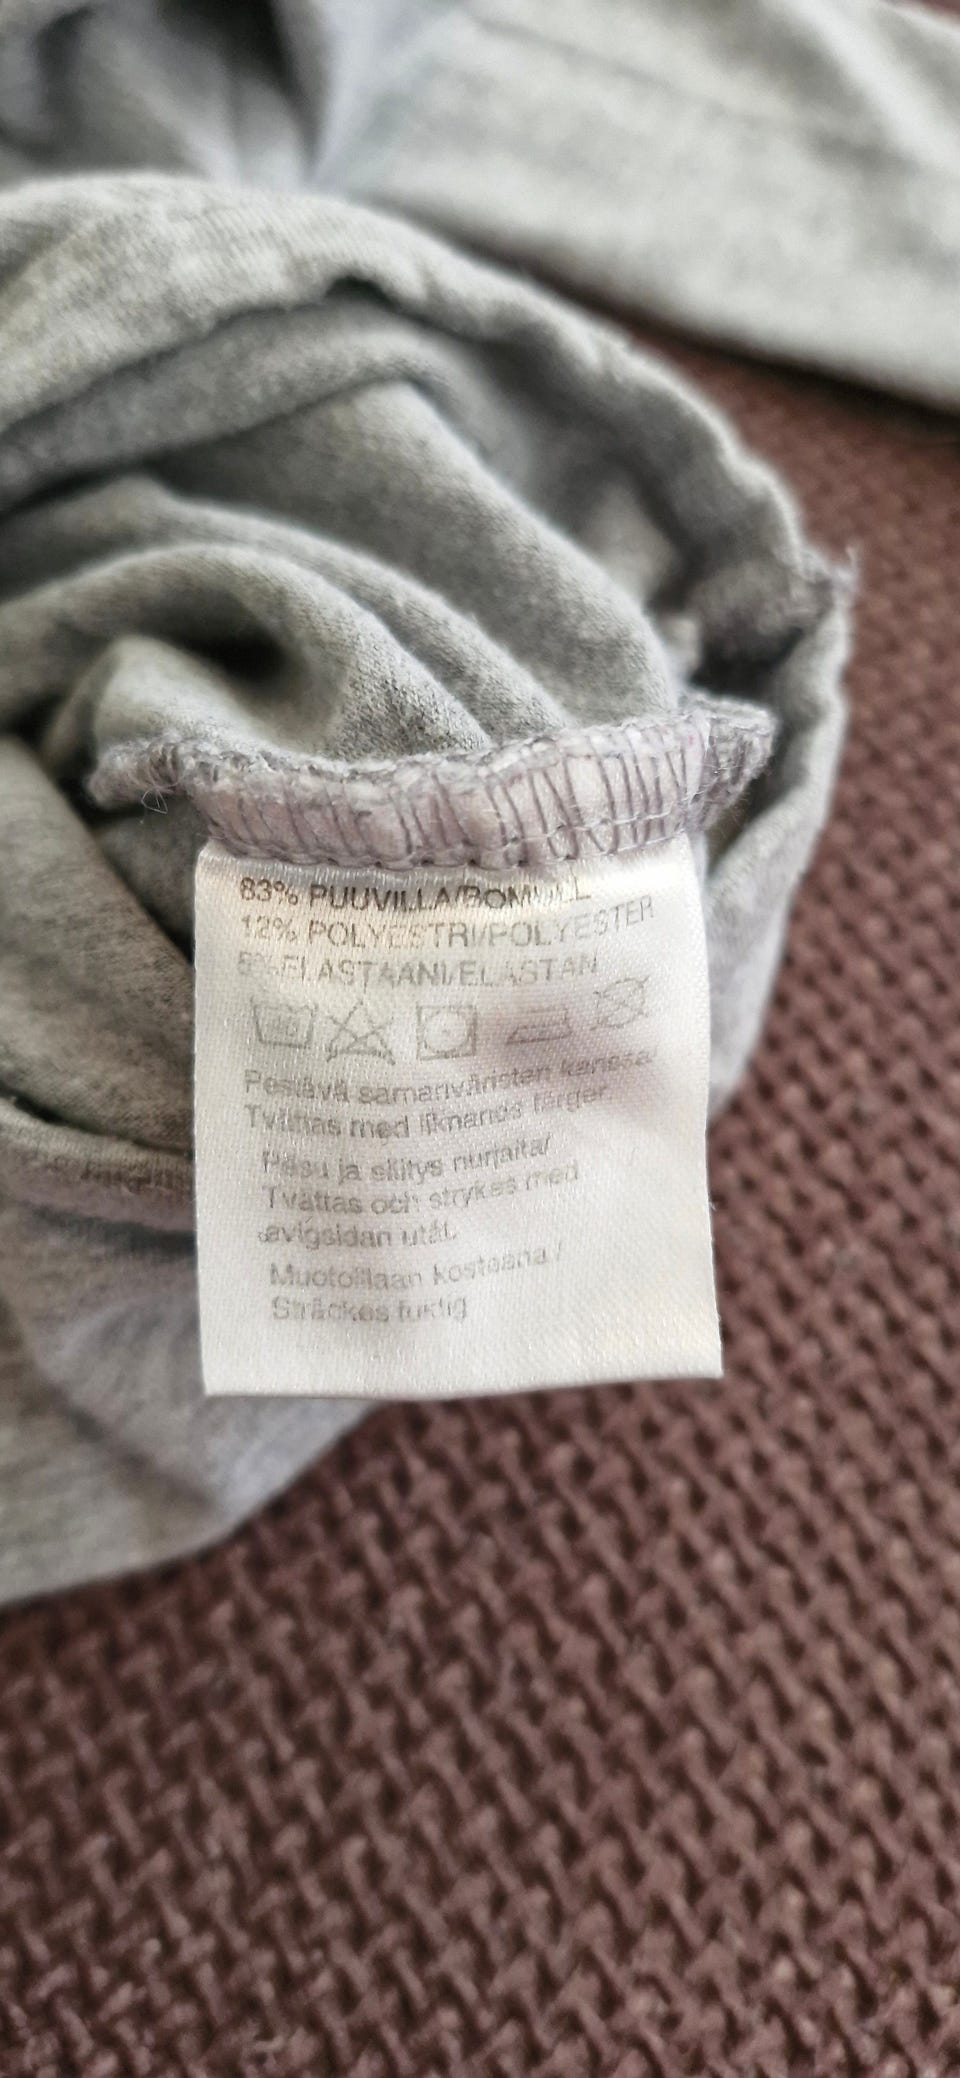 83% PUUVILLA/BOMULL
12% POLYESTRI/POLYESTER
5% ELASTAANI/ELASTAN
Pestävä samanväristen kanssa/
Tvättas med liknande färger.
Pesu ja silitys nurjalta/
Tvättas och strykes med
avigsidan utåt.
Muotoillaan kosteana/
Sträckes fuktig